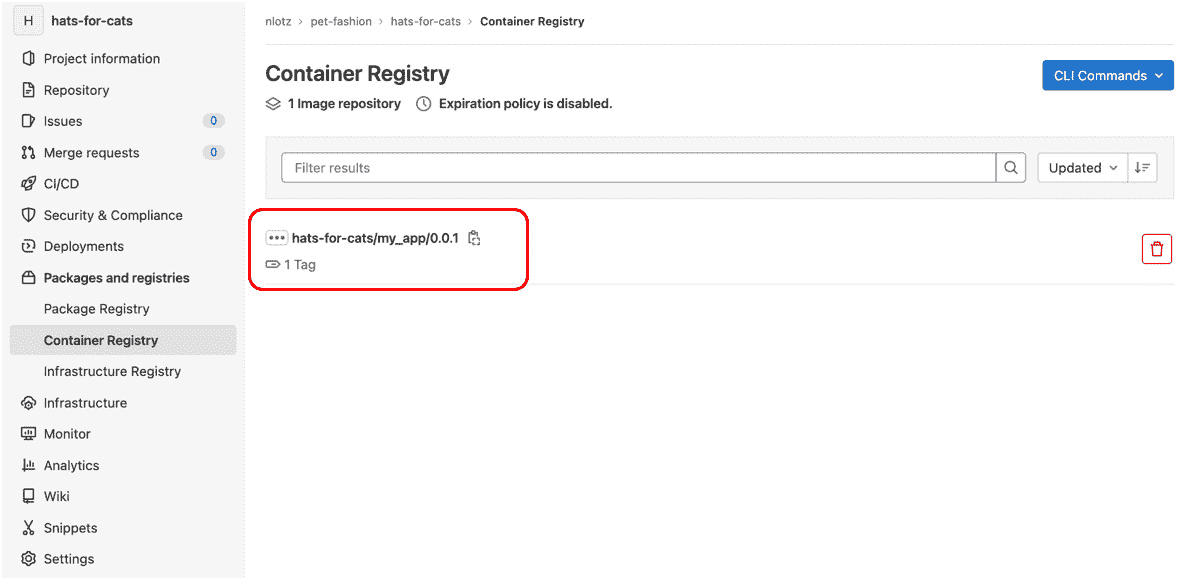 H hats-for-cats
Project information
Repository
Issues 0
Merge requests 0
CI/CD
Security & Compliance
Deployments
Packages and registries
Package Registry
Container Registry
Infrastructure Registry
Infrastructure
Monitor
Analytics
Wiki
Snippets
Settings
nlotz > pet-fashion > hats-for-cats > Container Registry
Container Registry
CLI Commands
1 Image repository Expiration policy is disabled.
Filter results
Updated
hats-for-cats/my_app/0.0.1
1 Tag